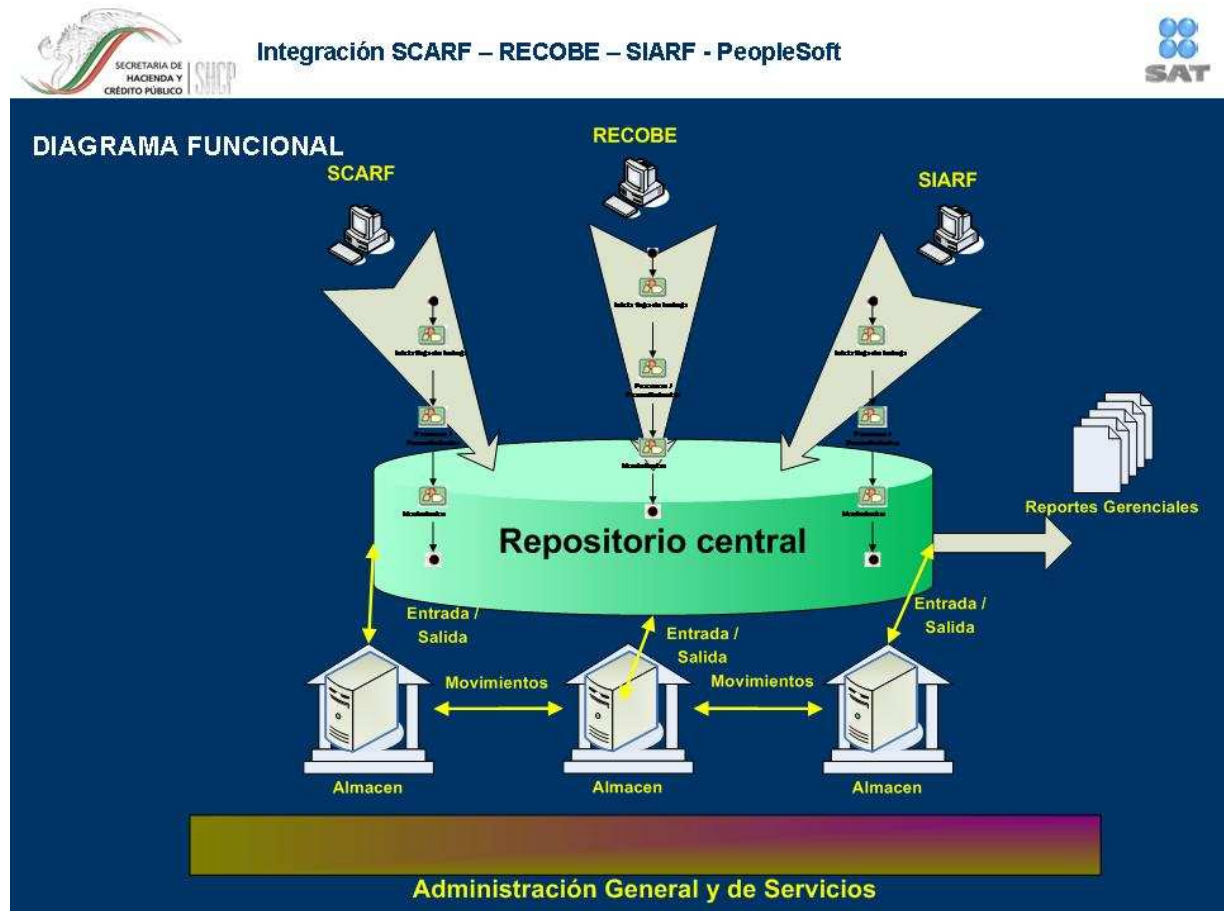 SECRETARIA DE
HACIENDA Y
CRÉDITO PÚBLICO
SHCP
Integración SCARF – RECOBE – SIARF - PeopleSoft
SAT
DIAGRAMA FUNCIONAL
SCARF
RECOBE
SIARF
Repositorio central
Reportes Gerenciales
Entrada /
Salida
Entrada /
Salida
Entrada /
Salida
Movimientos
Movimientos
Almacen
Almacen
Almacen
Administración General y de Servicios